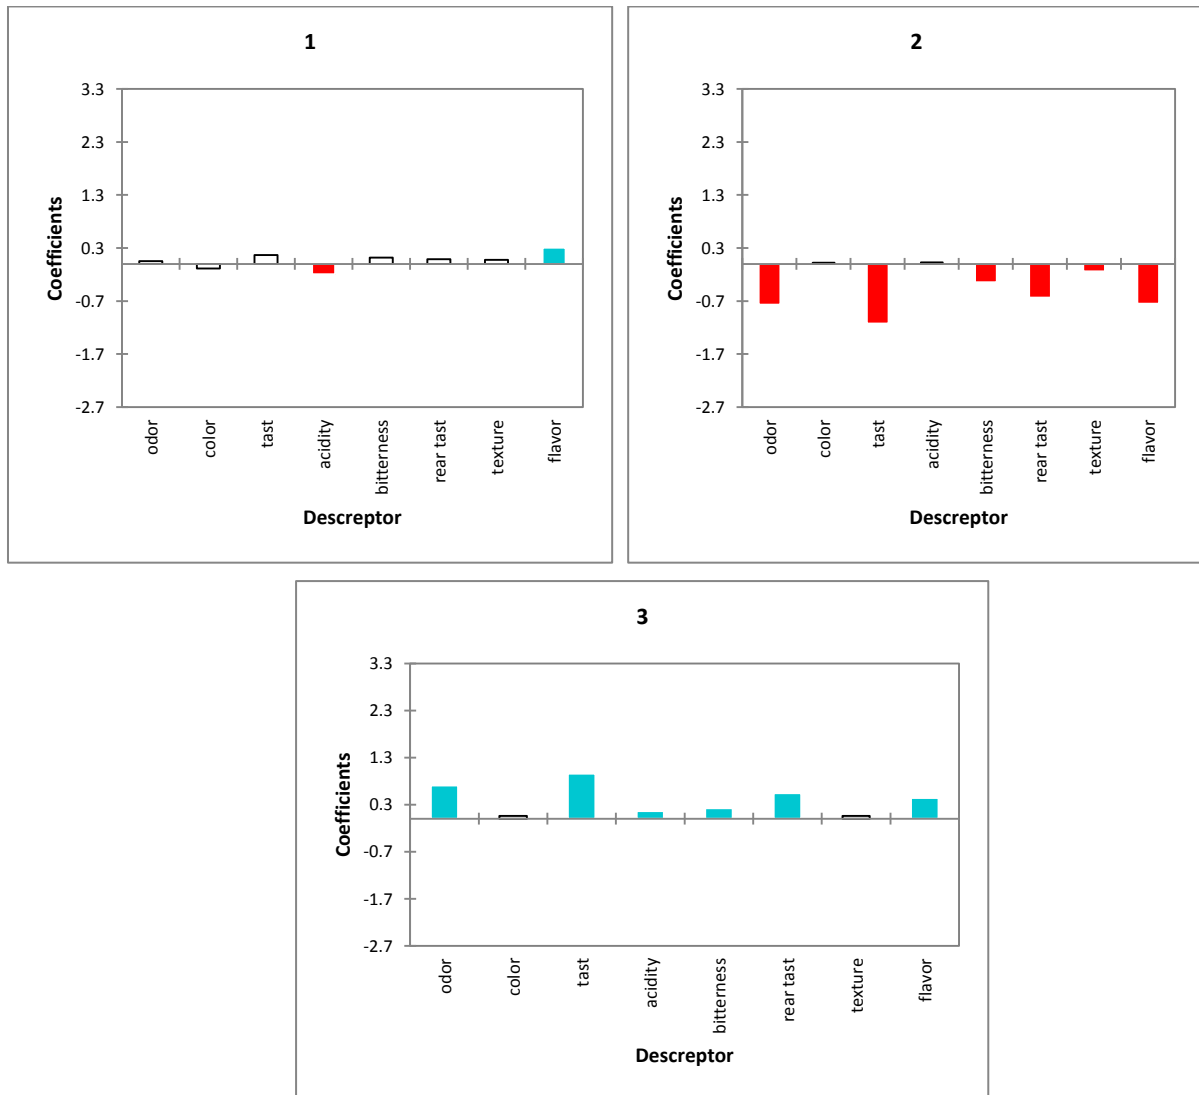 1
3.3
2.3
1.3
0.3
-0.7
-1.7
-2.7
Coefficients
odor
color
tast
acidity
bitterness
rear tast
texture
flavor
Descreptor
2
3.3
2.3
1.3
0.3
-0.7
-1.7
-2.7
Coefficients
odor
color
tast
acidity
bitterness
rear tast
texture
flavor
Descreptor
3
3.3
2.3
1.3
0.3
-0.7
-1.7
-2.7
Coefficients
odor
color
tast
acidity
bitterness
rear tast
texture
flavor
Descreptor